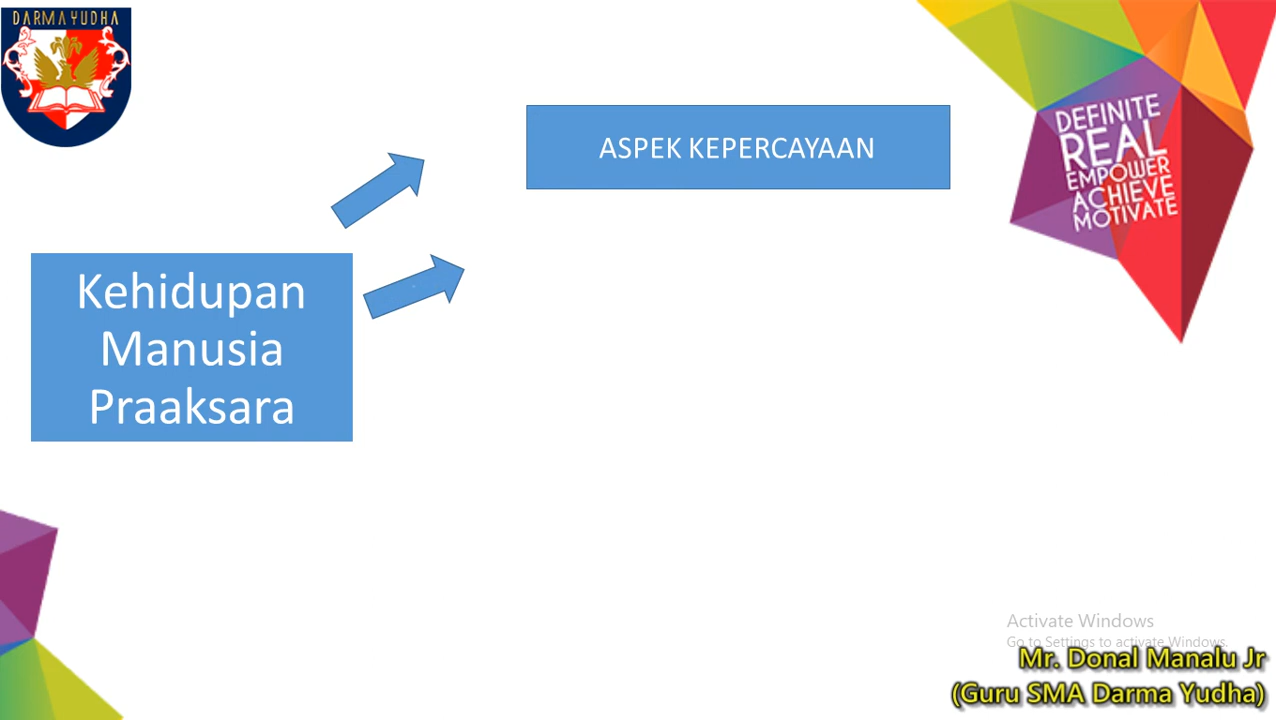 DARMA YUDHA
ASPEK KEPERCAYAAN
DEFINITE
REAL
EMPOWER
ACHIEVE
MOTIVATE
Kehidupan
Manusia
Praaksara
Activate Windows
Go to Settings to activate Windows.
Mr. Donal Manalu Jr
(Guru SMA Darma Yudha)